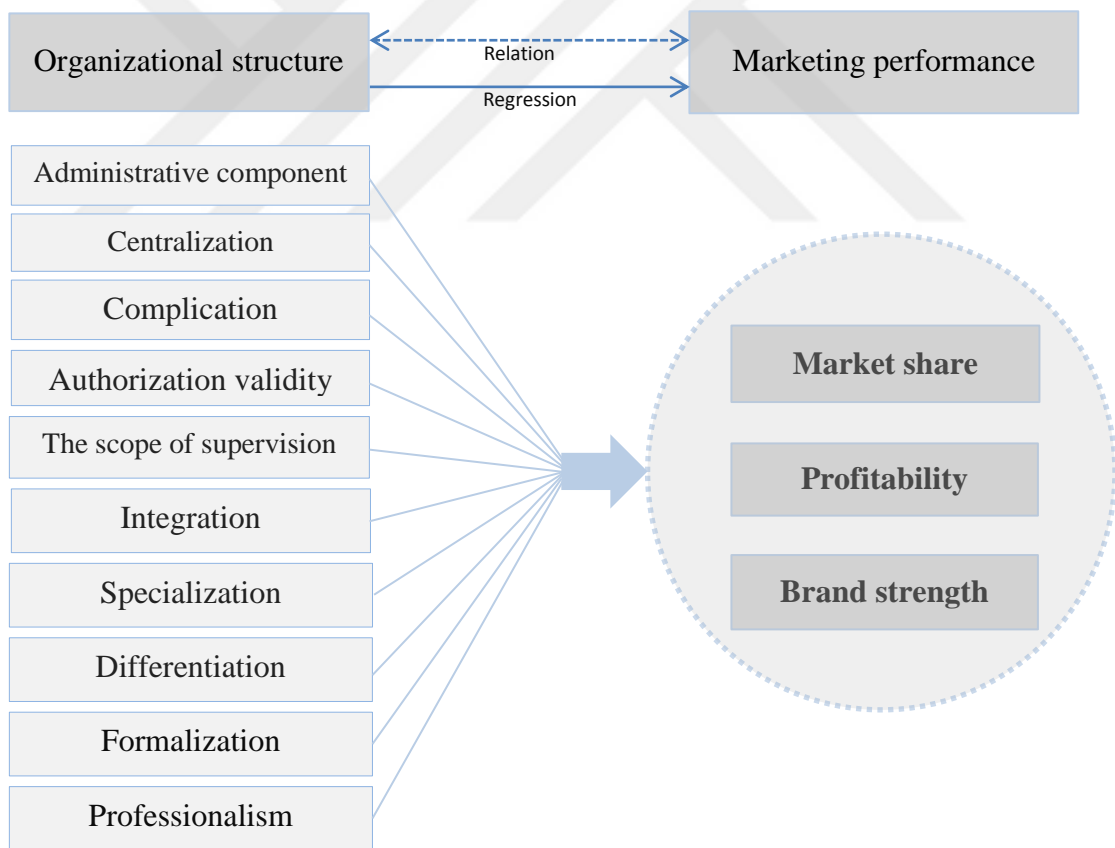 Organizational structure
Relation
Regression
Marketing performance
Administrative component
Centralization
Complication
Authorization validity
The scope of supervision
Integration
Specialization
Differentiation
Formalization
Professionalism
Market share
Profitability
Brand strength